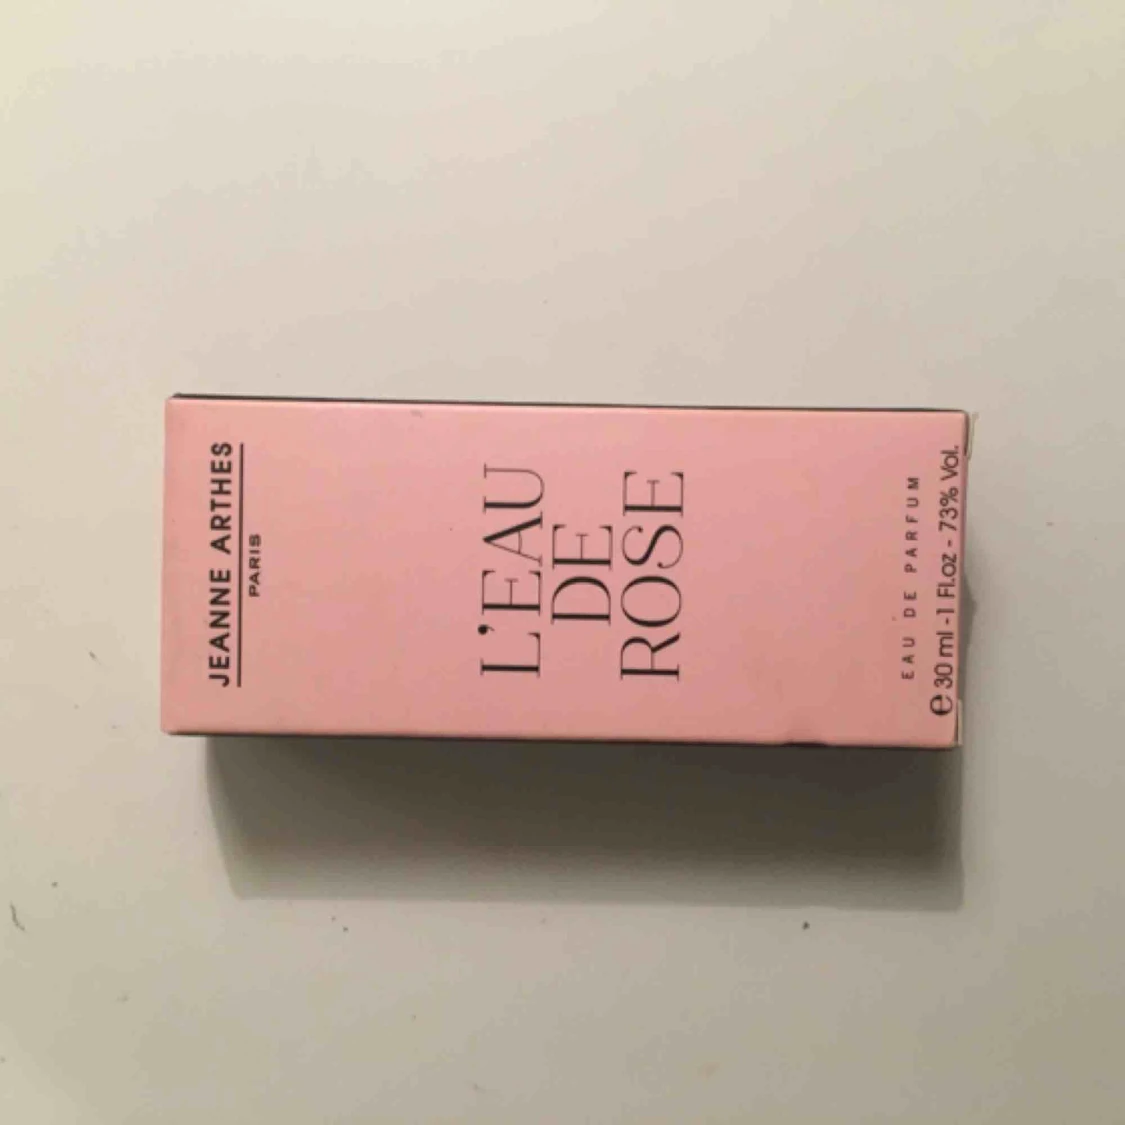 JEANNE ARTHES
PARIS
L'EAU
DE
ROSE
EAU DE PARFUM
e 30 ml -1 Fl.oz - 73% Vol.